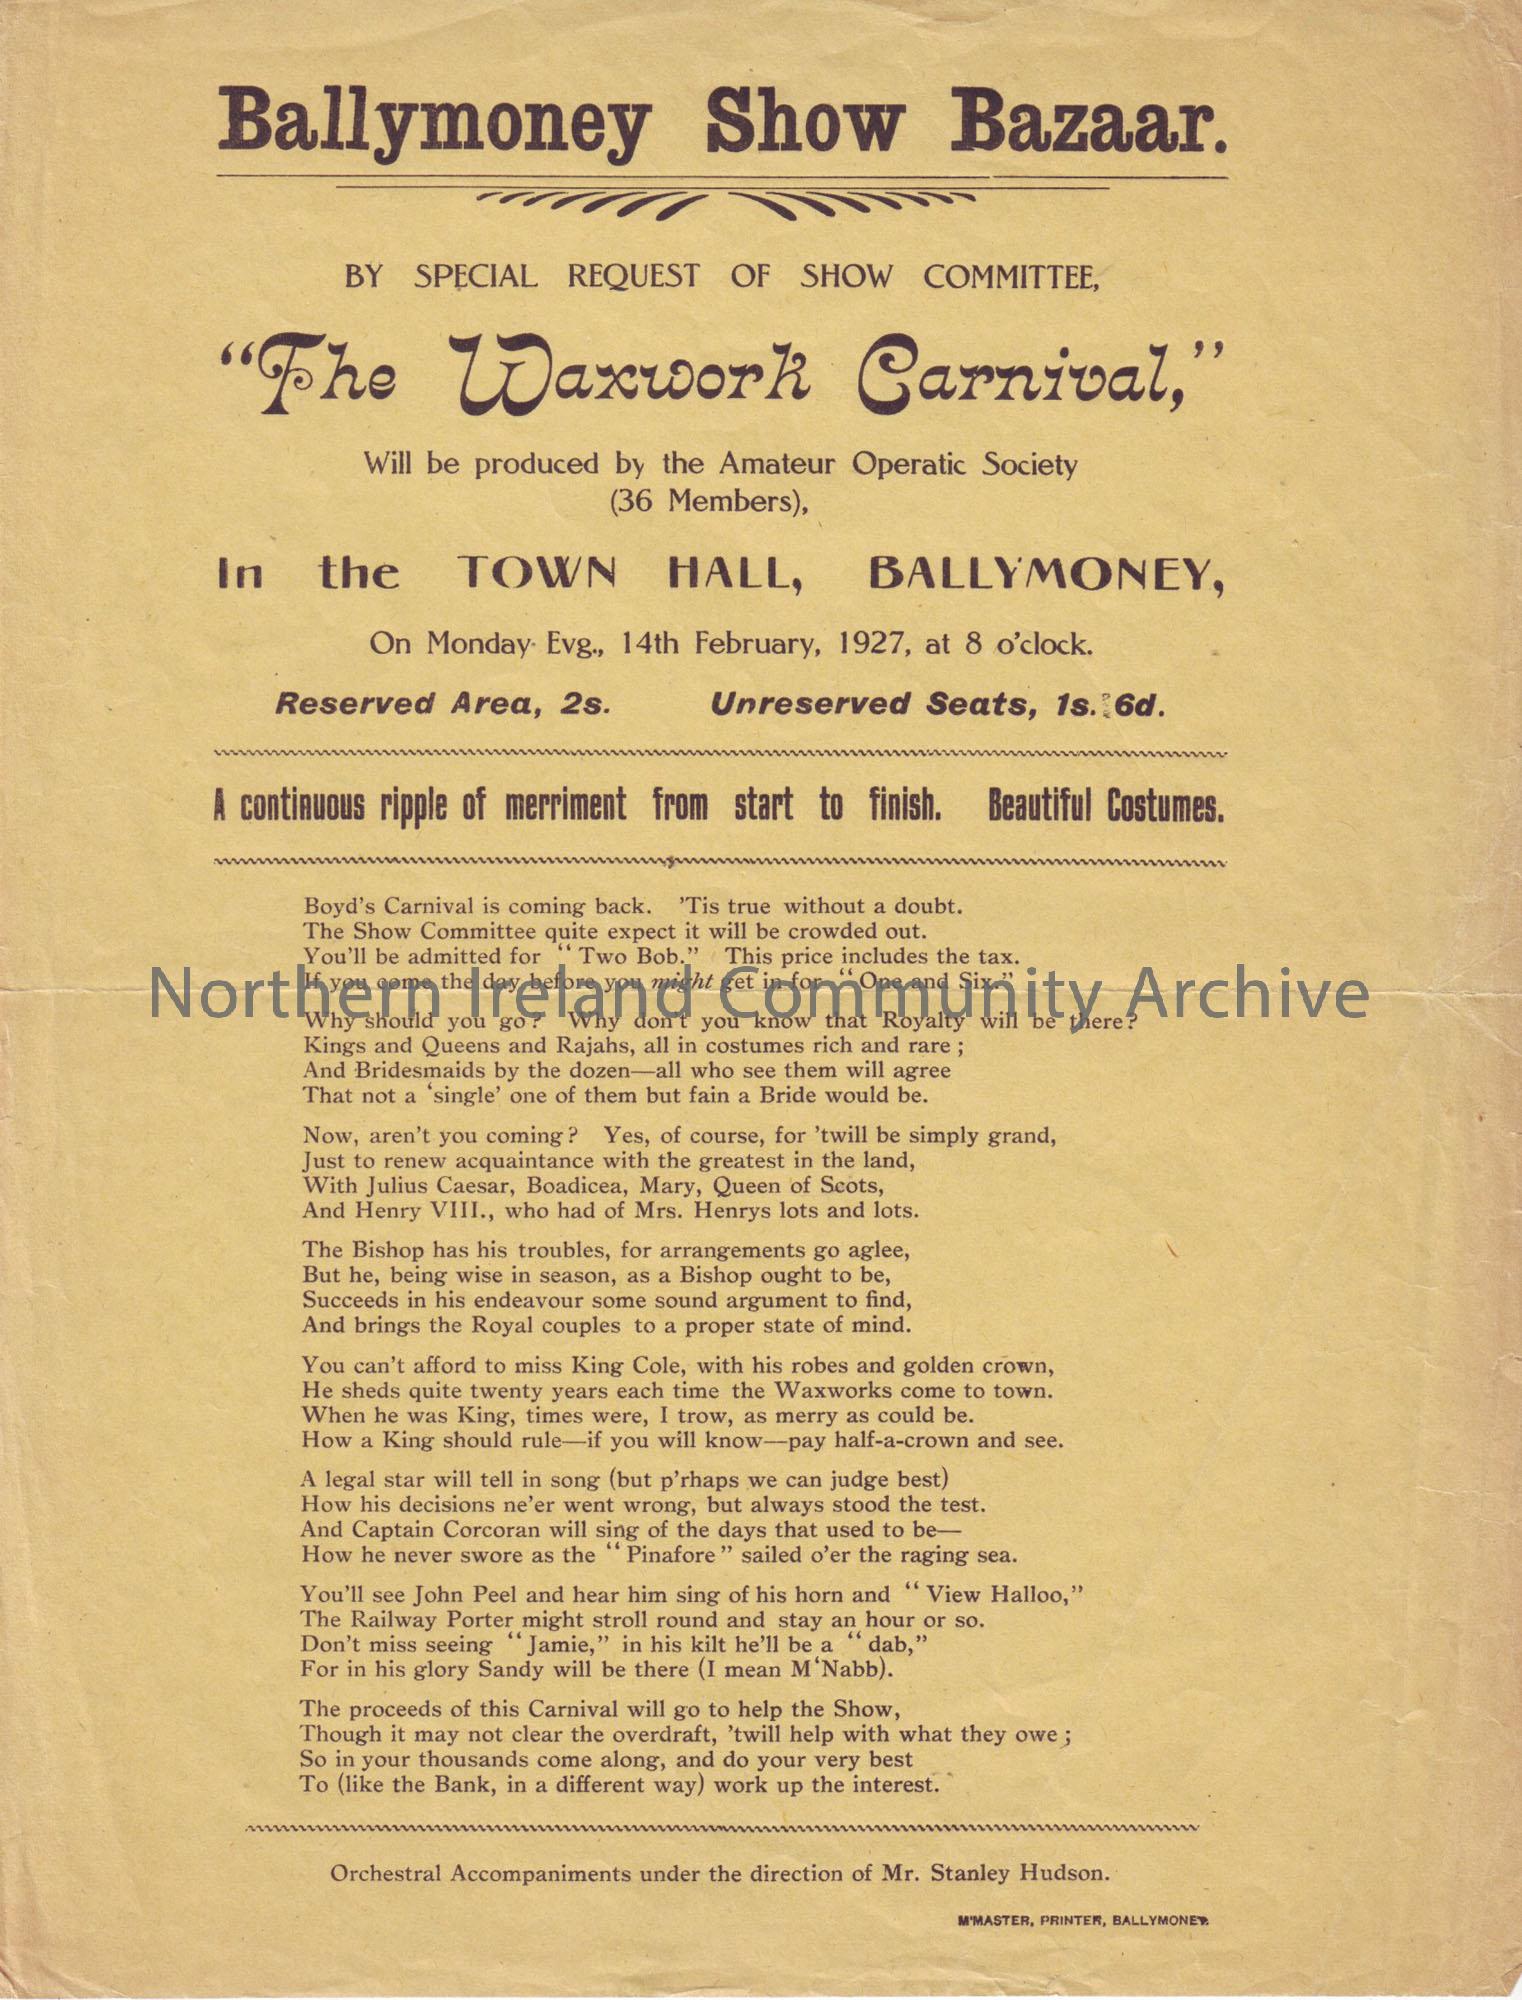 Ballymoney Show Bazaar.
BY SPECIAL REQUEST OF SHOW COMMITTEE,
"The Waxwork Carnival,"
Will be produced by the Amateur Operatic Society
(36 Members),
In the TOWN HALL, BALLYMONEY,
On Monday Evg., 14th February, 1927, at 8 o'clock.
Reserved Area, 2s. Unreserved Seats, 1s. 6d.
A continuous ripple of merriment from start to finish. Beautiful Costumes.
Boyd's Carnival is coming back. 'Tis true without a doubt.
The Show Committee quite expect it will be crowded out.
You'll be admitted for "Two Bob." This price includes the tax.
If you come the day before you might get in for "One and Six."
Northern Ireland Community Archive
Why should you go? Why don't you know that Royalty will be there?
Kings and Queens and Rajahs, all in costumes rich and rare;
And Bridesmaids by the dozen—all who see them will agree
That not a 'single' one of them but fain a Bride would be.
Now, aren't you coming? Yes, of course, for 'twill be simply grand,
Just to renew acquaintance with the greatest in the land,
With Julius Caesar, Boadicea, Mary, Queen of Scots,
And Henry VIII., who had of Mrs. Henrys lots and lots.
The Bishop has his troubles, for arrangements go aglee,
But he, being wise in season, as a Bishop ought to be,
Succeeds in his endeavour some sound argument to find,
And brings the Royal couples to a proper state of mind.
You can't afford to miss King Cole, with his robes and golden crown,
He sheds quite twenty years each time the Waxworks come to town.
When he was King, times were, I trow, as merry as could be.
How a King should rule—if you will know—pay half-a-crown and see.
A legal star will tell in song (but p'rhaps we can judge best)
How his decisions ne'er went wrong, but always stood the test.
And Captain Corcoran will sing of the days that used to be—
How he never swore as the "Pinafore" sailed o'er the raging sea.
You'll see John Peel and hear him sing of his horn and "View Halloo,"
The Railway Porter might stroll round and stay an hour or so.
Don't miss seeing "Jamie," in his kilt he'll be a "dab,"
For in his glory Sandy will be there (I mean M'Nabb).
The proceeds of this Carnival will go to help the Show,
Though it may not clear the overdraft, 'twill help with what they owe;
So in your thousands come along, and do your very best
To (like the Bank, in a different way) work up the interest.
Orchestral Accompaniments under the direction of Mr. Stanley Hudson.
M'MASTER, PRINTER, BALLYMONEY.